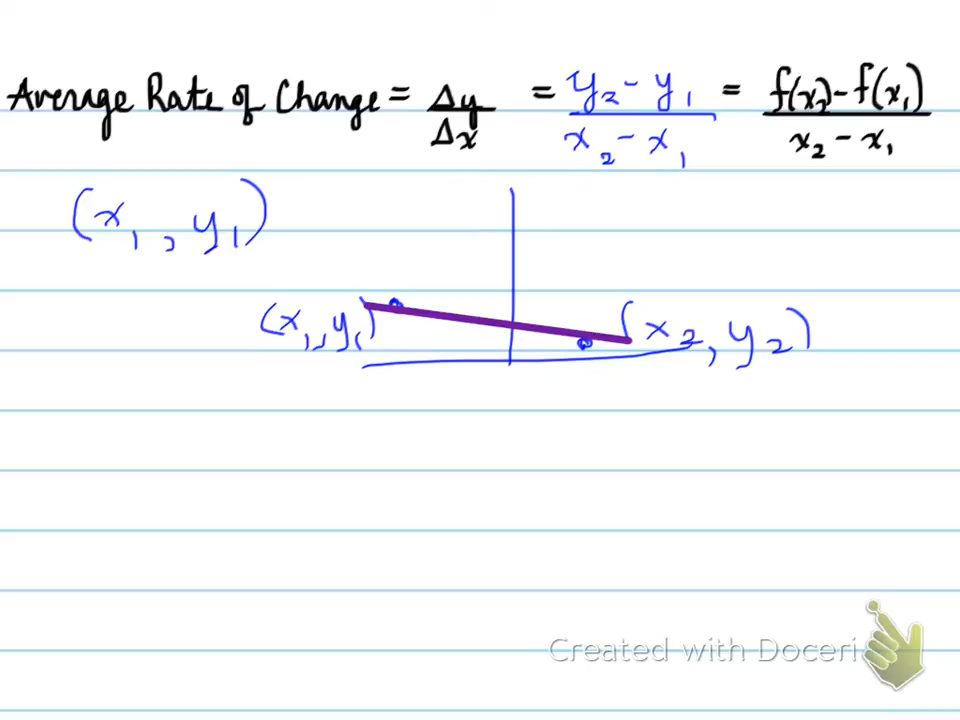 Average Rate of Change = Δy/Δx = y₂ - y₁/x₂ - x₁ = f(x₂) - f(x₁)/x₂ - x₁
(x₁, y₁)
(x₁, y₁) (x₂, y₂)
Created with Doceri